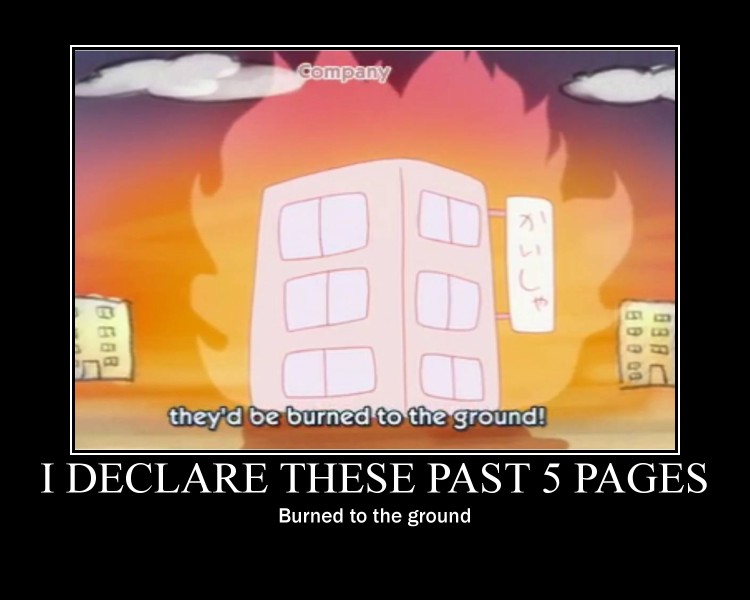 Company
かいしゃ
they'd be burned to the ground!
I DECLARE THESE PAST 5 PAGES
Burned to the ground